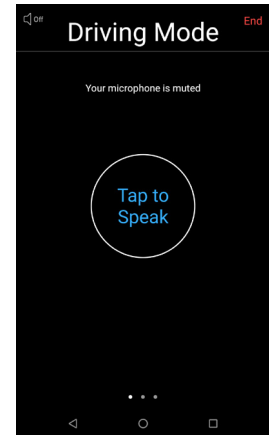 Off
Driving Mode
End
Your microphone is muted
Tap to
Speak